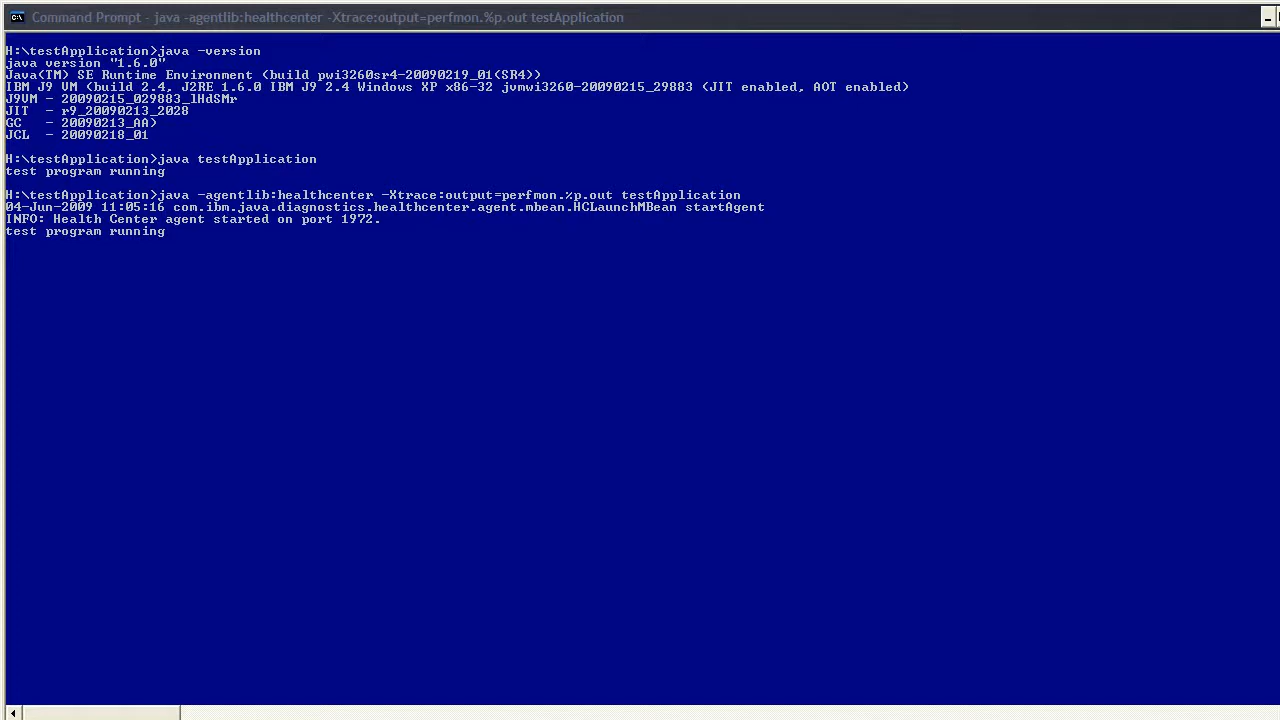 Command Prompt - java -agentlib:healthcenter -Xtrace:output=perfmon.%p.out testApplication
H:\testApplication>java -version
java version "1.6.0"
Java(TM) SE Runtime Environment (build pwi3260sr4-20090219_01(SR4))
IBM J9 VM (build 2.4, J2RE 1.6.0 IBM J9 2.4 Windows XP x86-32 jvmwi3260-20090215_29883 (JIT enabled, AOT enabled)
J9VM - 20090215_029883_lHdSMr
JIT  - r9_20090213_2028
GC   - 20090213_AA)
JCL  - 20090218_01
H:\testApplication>java testApplication
test program running
H:\testApplication>java -agentlib:healthcenter -Xtrace:output=perfmon.%p.out testApplication
04-Jun-2009 11:05:16 com.ibm.java.diagnostics.healthcenter.agent.mbean.HCLaunchMBean startAgent
INFO: Health Center agent started on port 1972.
test program running